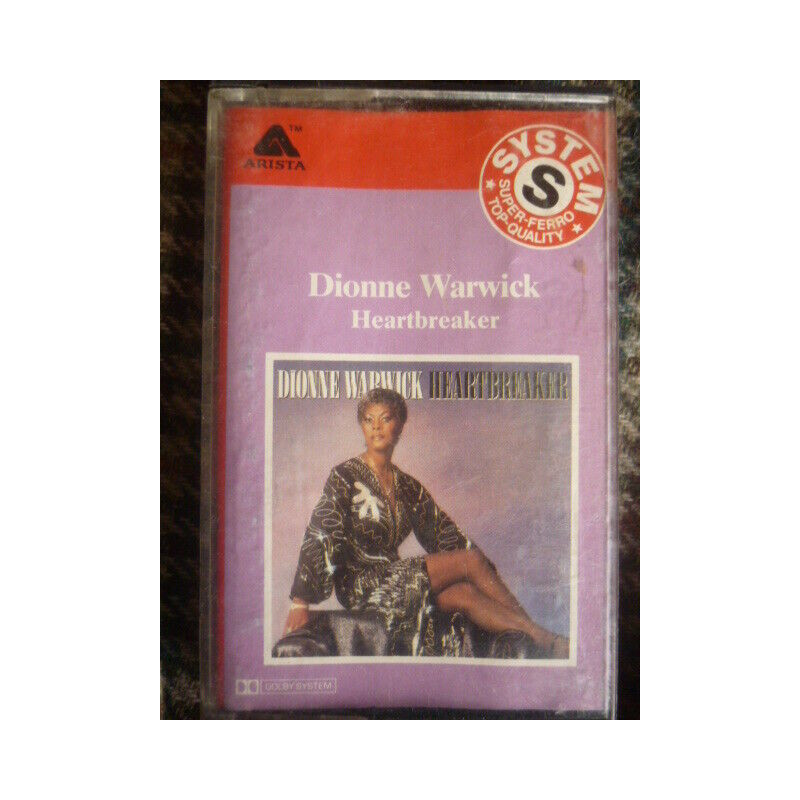 TM
ARISTA
SYSTEM
S
SUPER-FERRO
★ TOP-QUALITY ★
Dionne Warwick
Heartbreaker
DIONNE WARWICK HEARTBREAKER
DOLBY SYSTEM